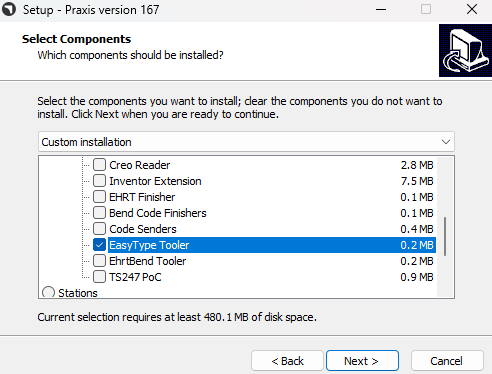 Setup - Praxis version 167
Select Components
Which components should be installed?
Select the components you want to install; clear the components you do not want to
install. Click Next when you are ready to continue.
Custom installation
Creo Reader 2.8 MB
Inventor Extension 7.5 MB
EHRT Finisher 0.1 MB
Bend Code Finishers 0.1 MB
Code Senders 0.4 MB
EasyType Tooler 0.2 MB
EhrtBend Tooler 0.2 MB
TS247 PoC 0.9 MB
Stations
Current selection requires at least 480.1 MB of disk space.
< Back Next > Cancel